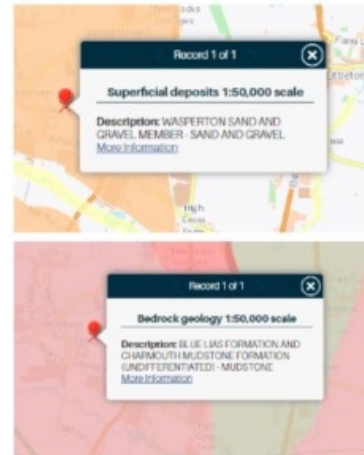 Record 1 of 1
Superficial deposits 1:50,000 scale
Description: WASPERTON SAND AND
GRAVEL MEMBER - SAND AND GRAVEL
More Information
High
Cross
Record 1 of 1
Bedrock geology 1:50,000 scale
Description: BLUE LIAS FORMATION AND
CHARMOUTH MUDSTONE FORMATION
(UNDIFFERENTIATED) - MUDSTONE
More Information